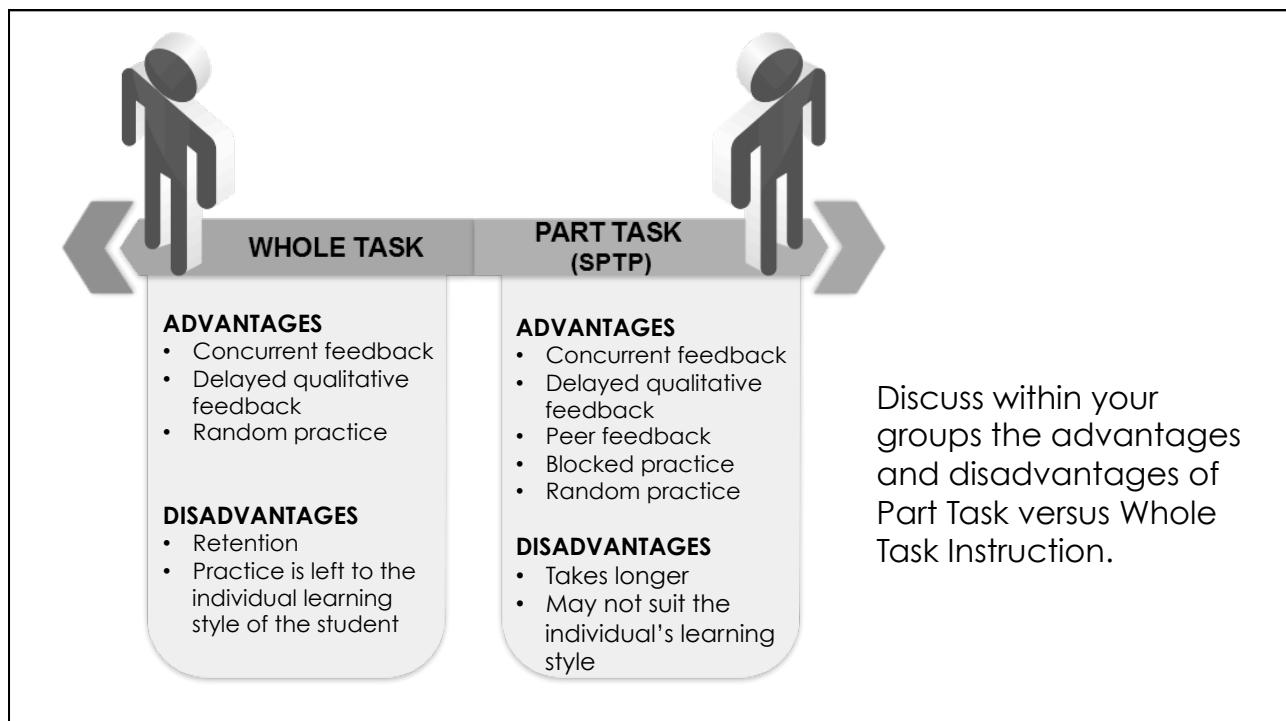 WHOLE TASK
ADVANTAGES
• Concurrent feedback
• Delayed qualitative
feedback
• Random practice
DISADVANTAGES
• Retention
• Practice is left to the
individual learning
style of the student
PART TASK
(SPTP)
ADVANTAGES
• Concurrent feedback
• Delayed qualitative
feedback
• Peer feedback
• Blocked practice
• Random practice
DISADVANTAGES
• Takes longer
• May not suit the
individual’s learning
style
Discuss within your
groups the advantages
and disadvantages of
Part Task versus Whole
Task Instruction.